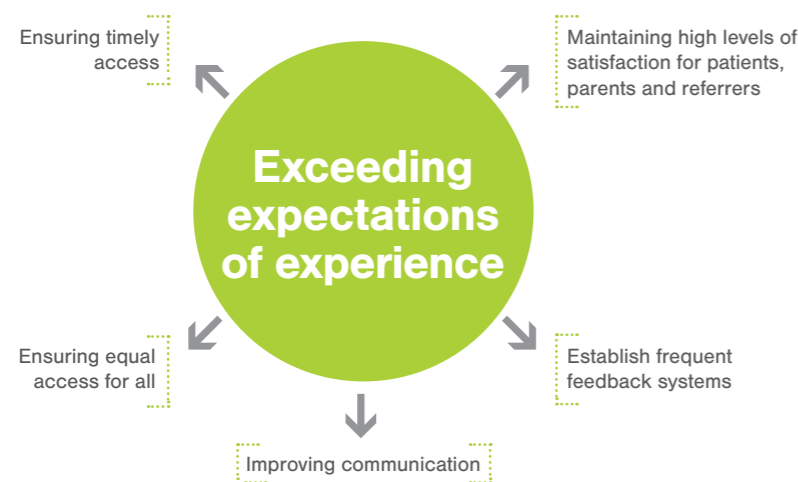 Ensuring timely
access
Maintaining high levels of
satisfaction for patients,
parents and referrers
Exceeding
expectations
of experience
Ensuring equal
access for all
Establish frequent
feedback systems
Improving communication